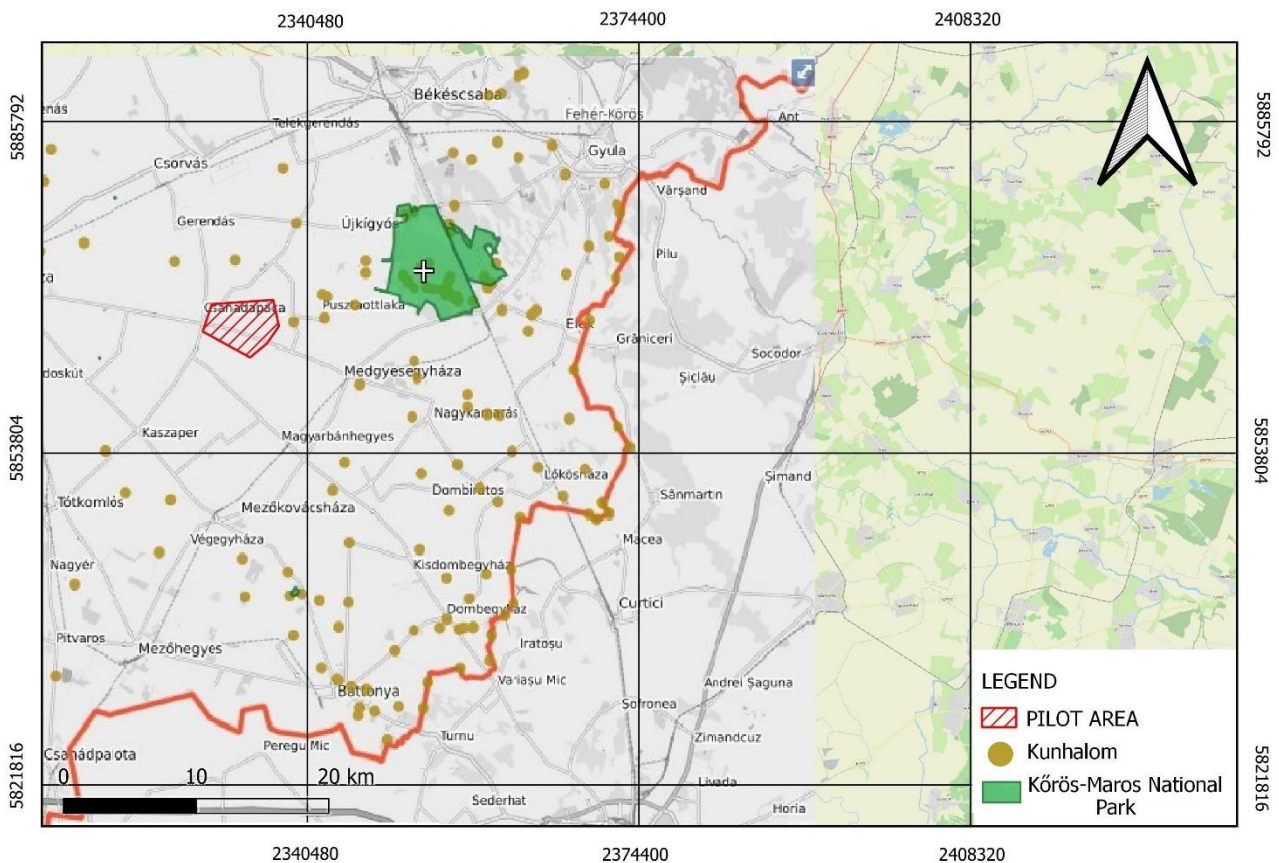 2340480
2374400
2408320
5885792
5885792
Békéscsaba
Fehér-Körös
Ant
Telekgerendás
Csorvás
Gyula
Vărșand
Gerendás
Újkígyós
Pilu
Csanádapáca
Pusztaottlaka
Elek
Grăniceri
Socodor
doskút
Medgyesegyháza
Șiclău
Nagykamarás
Kaszaper
Magyarbánhegyes
5853804
5853804
Lőkösháza
Șimand
Tótkomlós
Dombiratos
Sânmartin
Mezőkovácsháza
Végegyháza
Macea
Nagyér
Kisdombegyház
Dombegyház
Curtici
Pitvaros
Mezőhegyes
Iratoșu
Variașu Mic
Andrei Șaguna
Battonya
Sofronea
Turnu
Zimandcuz
Csanádpalota
Peregu Mic
0 10 20 km
Livada
Sederhat
Horia
LEGEND
PILOT AREA
Kunhalom
Kőrös-Maros National
Park
5821816
5821816
2340480
2374400
2408320